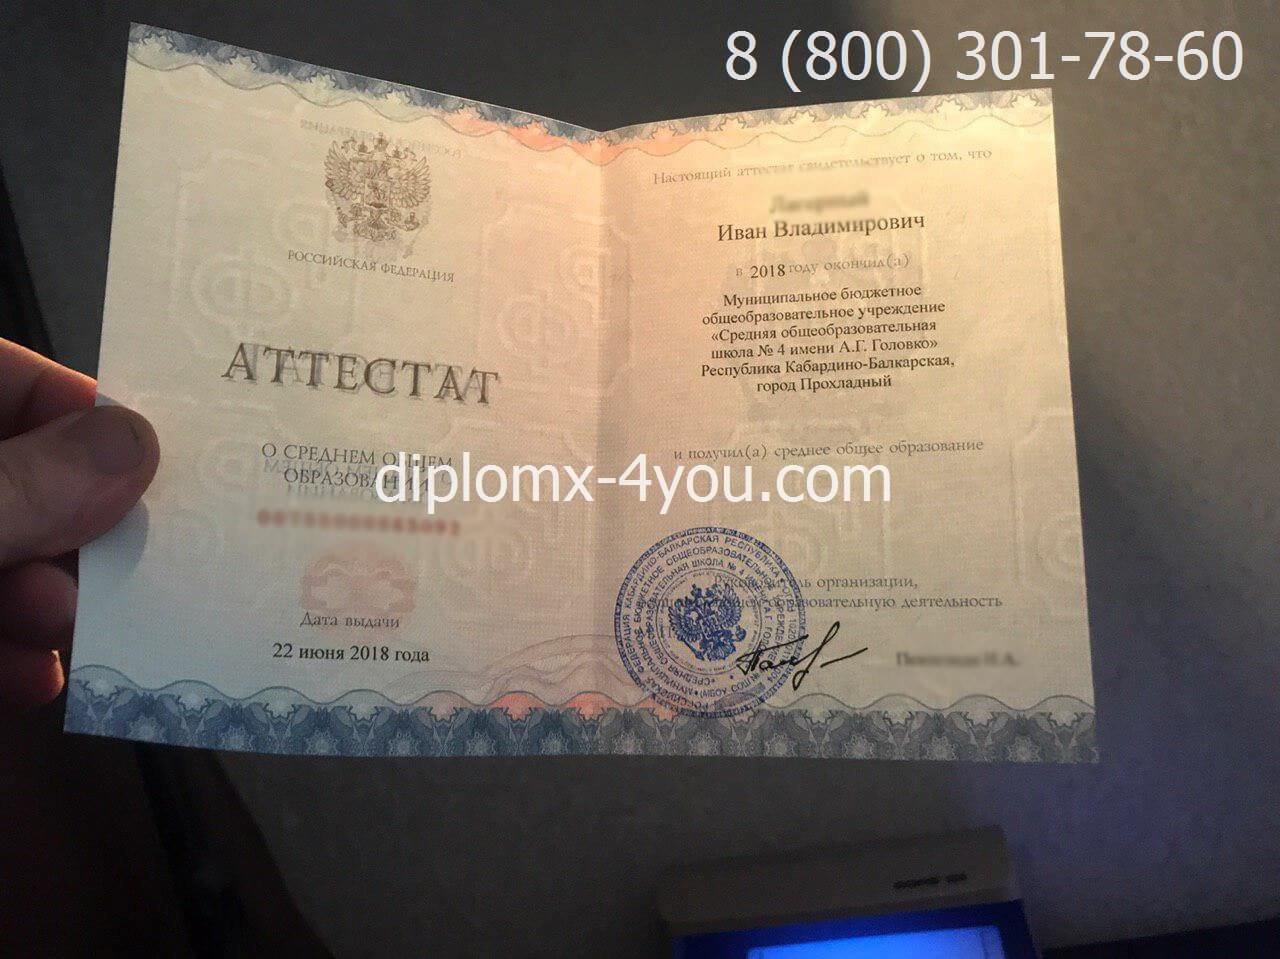 8 (800) 301-78-60
РОССИЙСКАЯ ФЕДЕРАЦИЯ
АТТЕСТАТ
О СРЕДНЕМ ОБЩЕМ
ОБРАЗОВАНИИ
Дата выдачи
22 июня 2018 года
Настоящий аттестат свидетельствует о том, что
Иван Владимирович
в 2018 году окончил(а)
Муниципальное бюджетное
общеобразовательное учреждение
«Средняя общеобразовательная
школа № 4 имени А.Г. Головко»
Республика Кабардино-Балкарская,
город Прохладный
и получил(а) среднее общее образование
diplomx-4you.com
Руководитель организации,
образовательную деятельность